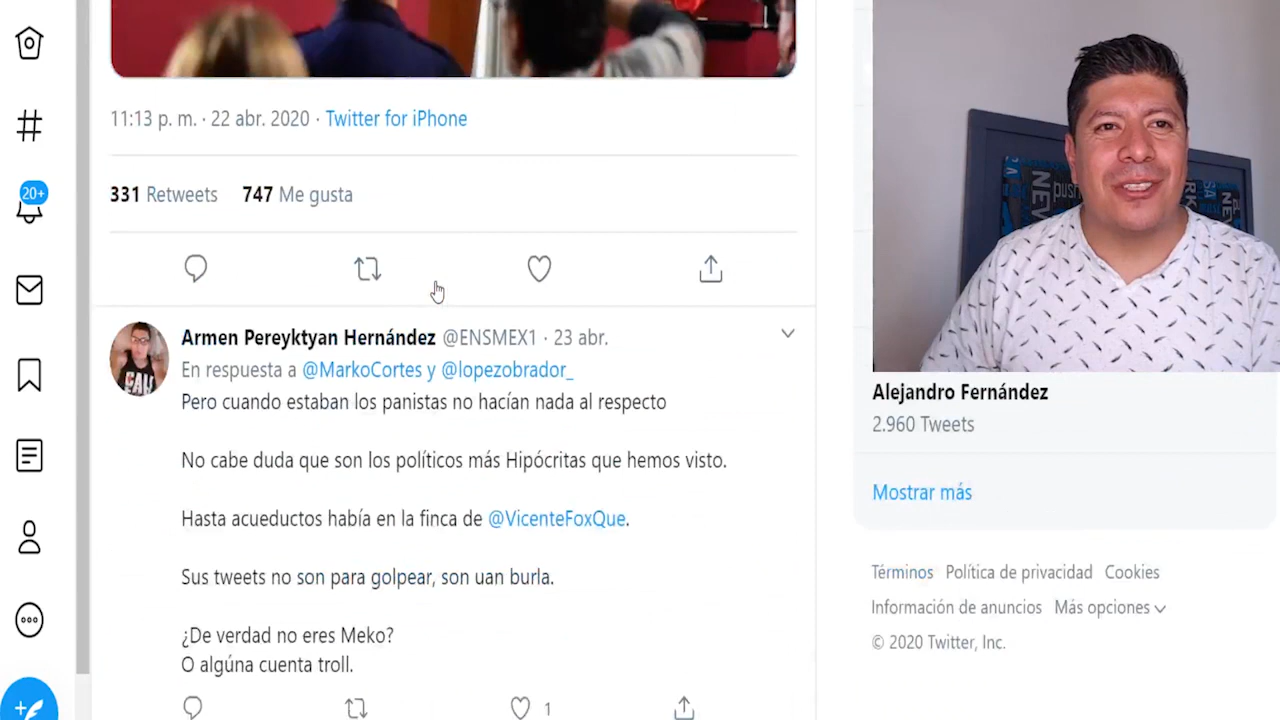 20+
11:13 p. m. · 22 abr. 2020 · Twitter for iPhone
331 Retweets 747 Me gusta
Armen Pereyktyan Hernández @ENSMEX1 · 23 abr.
En respuesta a @MarkoCortes y @lopezobrador_
Pero cuando estaban los panistas no hacían nada al respecto
No cabe duda que son los políticos más Hipócritas que hemos visto.
Hasta acueductos había en la finca de @VicenteFoxQue.
Sus tweets no son para golpear, son uan burla.
¿De verdad no eres Meko?
O algúna cuenta troll.
1
NEV
Alejandro Fernández
2.960 Tweets
Mostrar más
Términos Política de privacidad Cookies
Información de anuncios Más opciones
© 2020 Twitter, Inc.